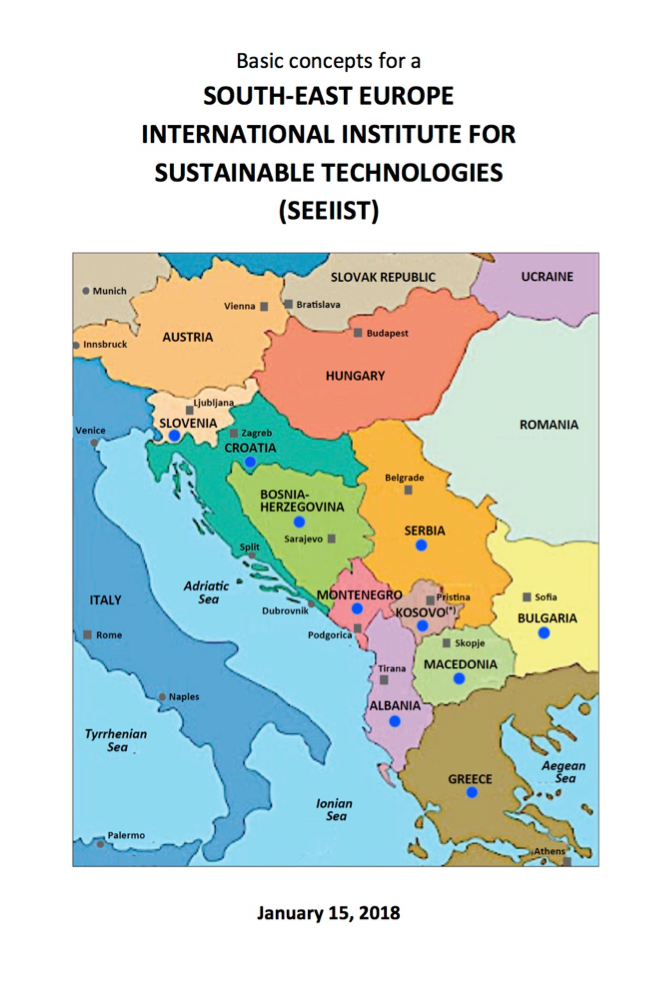 Basic concepts for a
SOUTH-EAST EUROPE
INTERNATIONAL INSTITUTE FOR
SUSTAINABLE TECHNOLOGIES
(SEEIIST)
SLOVAK REPUBLIC
UCRAINE
Munich
Vienna
Bratislava
AUSTRIA
Innsbruck
Budapest
HUNGARY
Ljubljana
SLOVENIA
Venice
Zagreb
CROATIA
ROMANIA
Belgrade
BOSNIA-
HERZEGOVINA
Sarajevo
SERBIA
Split
Adriatic
Sea
ITALY
MONTENEGRO
Pristina
KOSOVO(*)
Sofia
BULGARIA
Dubrovnik
Rome
Podgorica
Skopje
MACEDONIA
Tirana
Naples
ALBANIA
Tyrrhenian
Sea
Aegean
Sea
GREECE
Ionian
Sea
Palermo
Athens
January 15, 2018